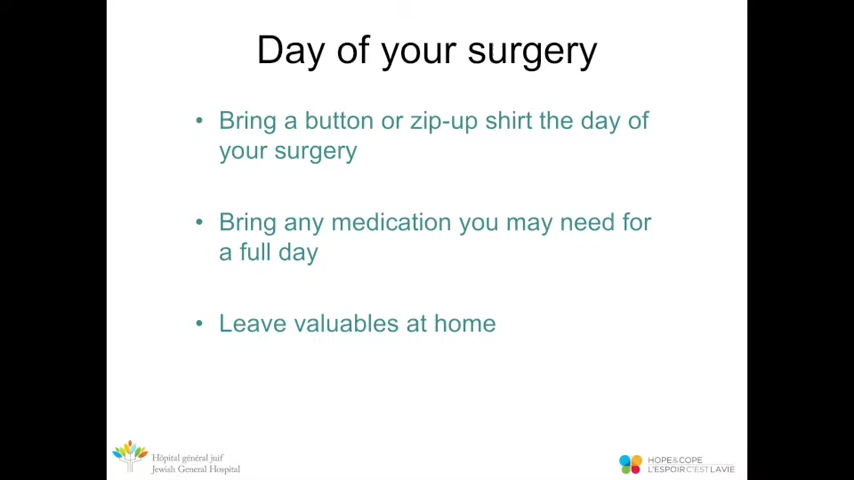 Day of your surgery
• Bring a button or zip-up shirt the day of
your surgery
• Bring any medication you may need for
a full day
• Leave valuables at home
Hôpital général juif
Jewish General Hospital
HOPE&COPE
L'ESPOIR C'EST LA VIE